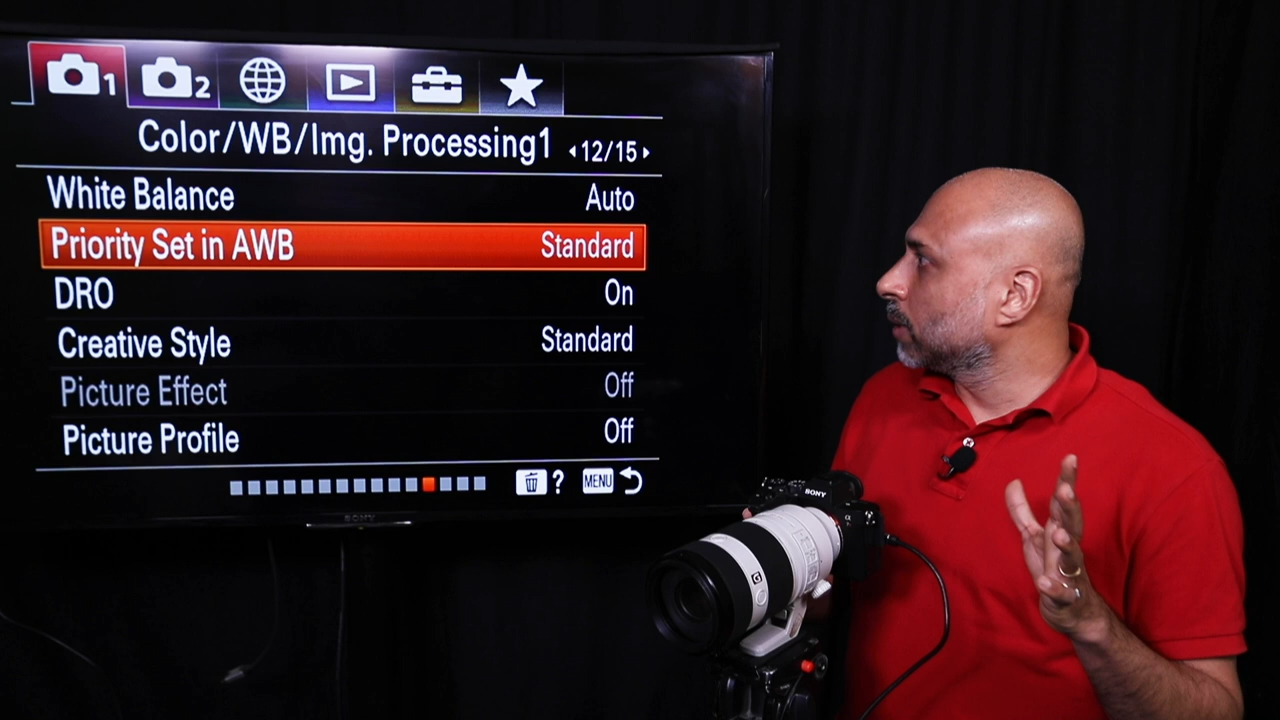 1
2
Color/WB/Img. Processing1 12/15
White Balance Auto
Priority Set in AWB Standard
DRO On
Creative Style Standard
Picture Effect Off
Picture Profile Off
? MENU
SONY
SONY
α
G